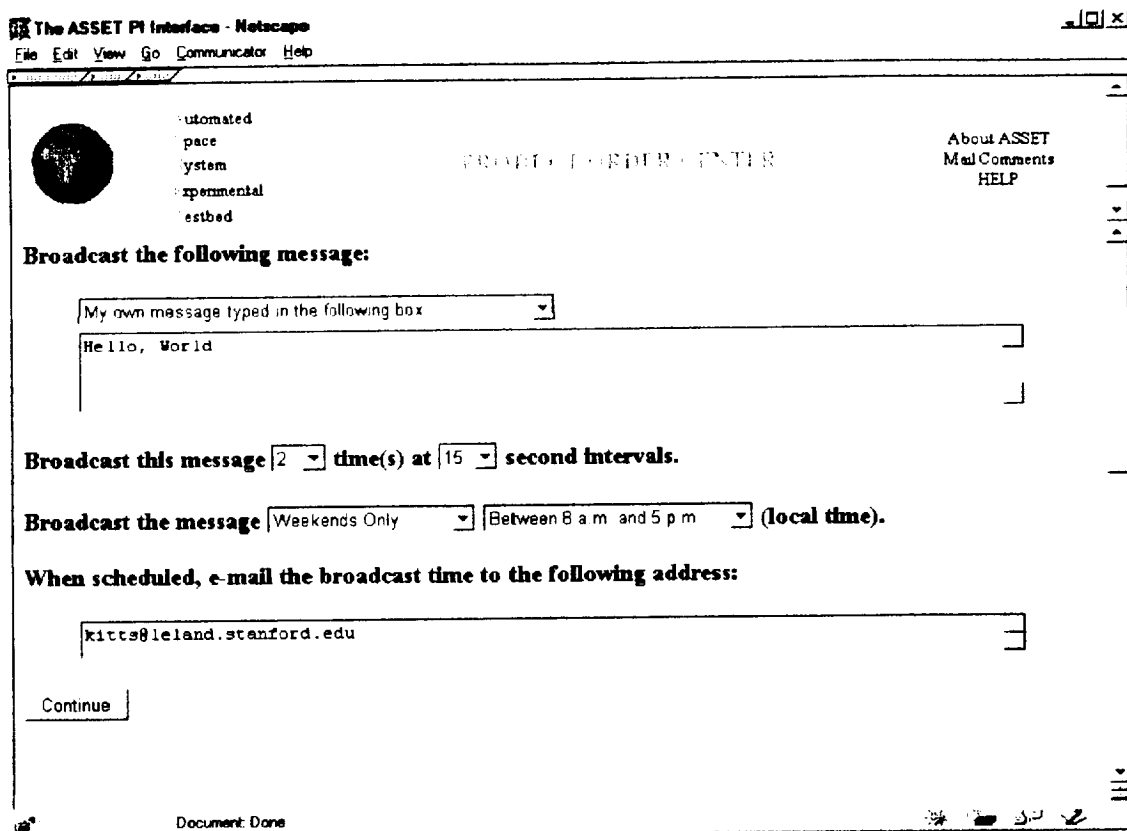 The ASSET PI Interface - Netscape
File Edit View Go Communicator Help
utomated
pace
ystem
xperimental
estbed
ORDER CENTER
About ASSET
Mail Comments
HELP
Broadcast the following message:
My own message typed in the following box
Hello, World
Broadcast this message 2 time(s) at 15 second intervals.
Broadcast the message Weekends Only Between 8 a.m. and 5 p.m (local time).
When scheduled, e-mail the broadcast time to the following address:
kitts@leland.stanford.edu
Continue
Document: Done